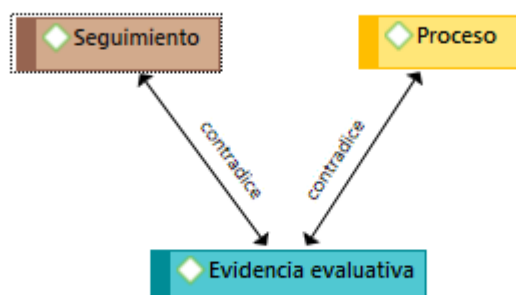 Seguimiento
Proceso
contradice
contradice
Evidencia evaluativa